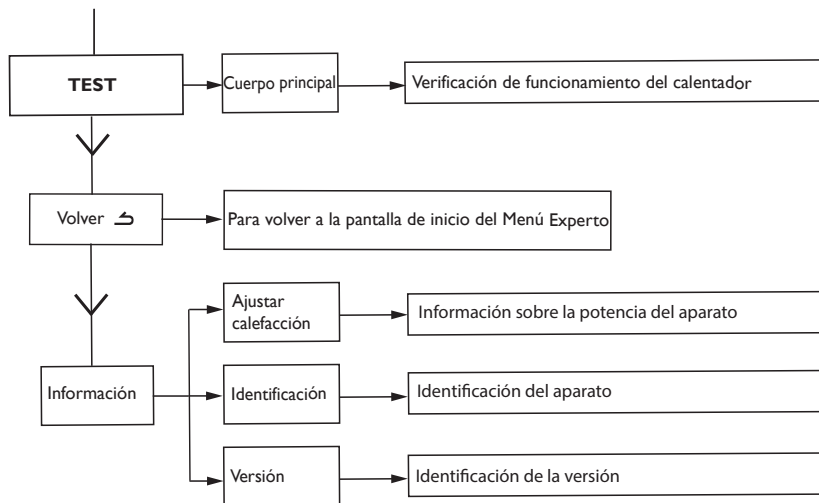 TEST
Cuerpo principal
Verificación de funcionamiento del calentador
Volver
Para volver a la pantalla de inicio del Menú Experto
Ajustar
calefacción
Información sobre la potencia del aparato
Información
Identificación
Identificación del aparato
Versión
Identificación de la versión